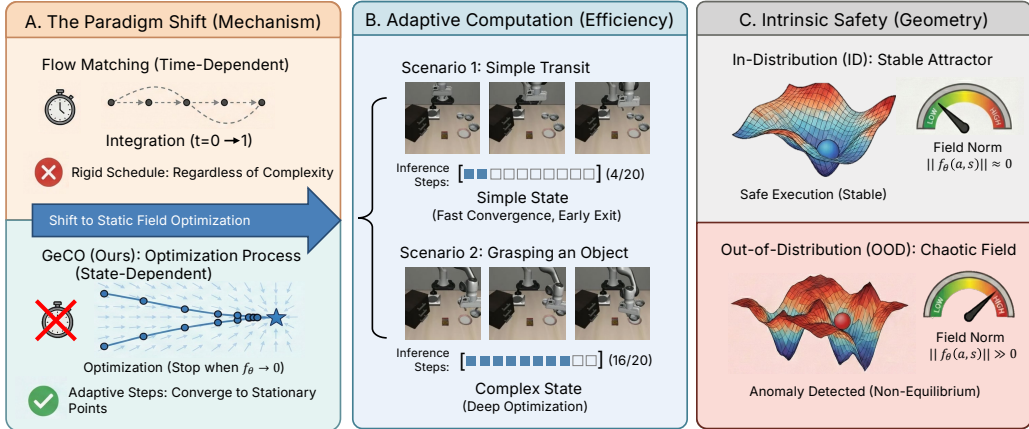 A. The Paradigm Shift (Mechanism)
Flow Matching (Time-Dependent)
Integration (t=0 →1)
Rigid Schedule: Regardless of Complexity
Shift to Static Field Optimization
GeCO (Ours): Optimization Process
(State-Dependent)
Optimization (Stop when fθ → 0)
Adaptive Steps: Converge to Stationary
Points
B. Adaptive Computation (Efficiency)
Scenario 1: Simple Transit
Inference
Steps:
(4/20)
Simple State
(Fast Convergence, Early Exit)
Scenario 2: Grasping an Object
Inference
Steps:
(16/20)
Complex State
(Deep Optimization)
C. Intrinsic Safety (Geometry)
In-Distribution (ID): Stable Attractor
LOW
HIGH
Field Norm
|| fθ(a, s)|| ≈ 0
Safe Execution (Stable)
Out-of-Distribution (OOD): Chaotic Field
LOW
HIGH
Field Norm
|| fθ(a, s)|| ≫ 0
Anomaly Detected (Non-Equilibrium)